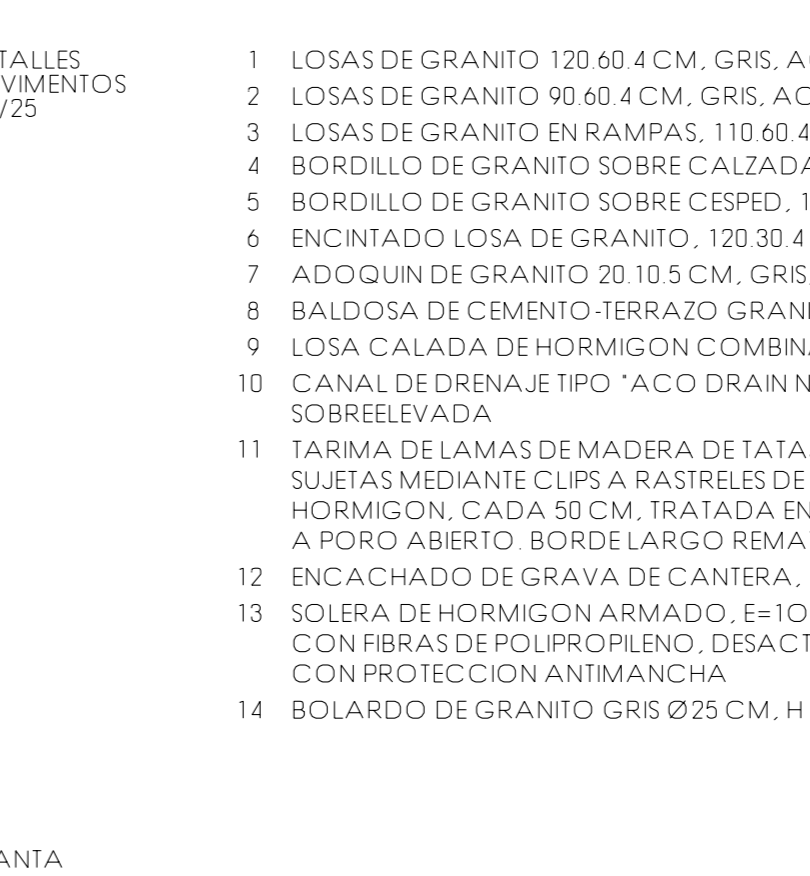 TALLES
VIMENTOS
/25
1 LOSAS DE GRANITO 120.60.4 CM, GRIS, A
2 LOSAS DE GRANITO 90.60.4 CM, GRIS, AC
3 LOSAS DE GRANITO EN RAMPAS, 110.60.4
4 BORDILLO DE GRANITO SOBRE CALZADA
5 BORDILLO DE GRANITO SOBRE CESPED, 1
6 ENCINTADO LOSA DE GRANITO, 120.30.4
7 ADOQUIN DE GRANITO 20.10.5 CM, GRIS,
8 BALDOSA DE CEMENTO-TERRAZO GRANI
9 LOSA CALADA DE HORMIGON COMBINA
10 CANAL DE DRENAJE TIPO "ACO DRAIN N
SOBREELEVADA
11 TARIMA DE LAMAS DE MADERA DE TATA
SUJETAS MEDIANTE CLIPS A RASTRELES DE
HORMIGON, CADA 50 CM, TRATADA EN
A PORO ABIERTO. BORDE LARGO REMA
12 ENCACHADO DE GRAVA DE CANTERA,
13 SOLERA DE HORMIGON ARMADO, E=10
CON FIBRAS DE POLIPROPILENO, DESACT
CON PROTECCION ANTIMANCHA
14 BOLARDO DE GRANITO GRIS Ø25 CM, H
ANTA